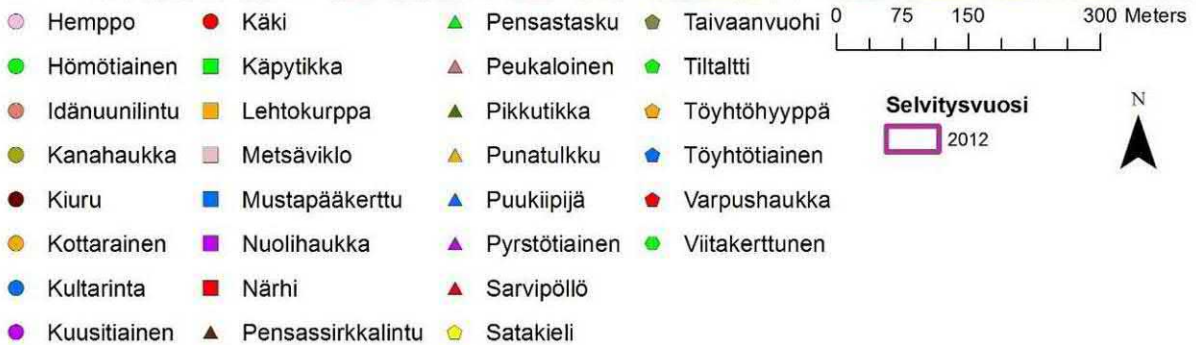 Hemppo
Hömötiainen
Idänuunilintu
Kanahaukka
Kiuru
Kottarainen
Kultarinta
Kuusitiainen
Käki
Käpytikka
Lehtokurppa
Metsäviklo
Mustapääkerttu
Nuolihaukka
Närhi
Pensassirkkalintu
Pensastasku
Peukaloinen
Pikkutikka
Punatulkku
Puukiipijä
Pyrstötiainen
Sarvipöllö
Satakieli
Taivaanvuohi
Tiltaltti
Töyhtöhyyppä
Töyhtötiainen
Varpushaukka
Viitakerttunen
0 75 150 300 Meters
Selvitysvuosi
2012
N